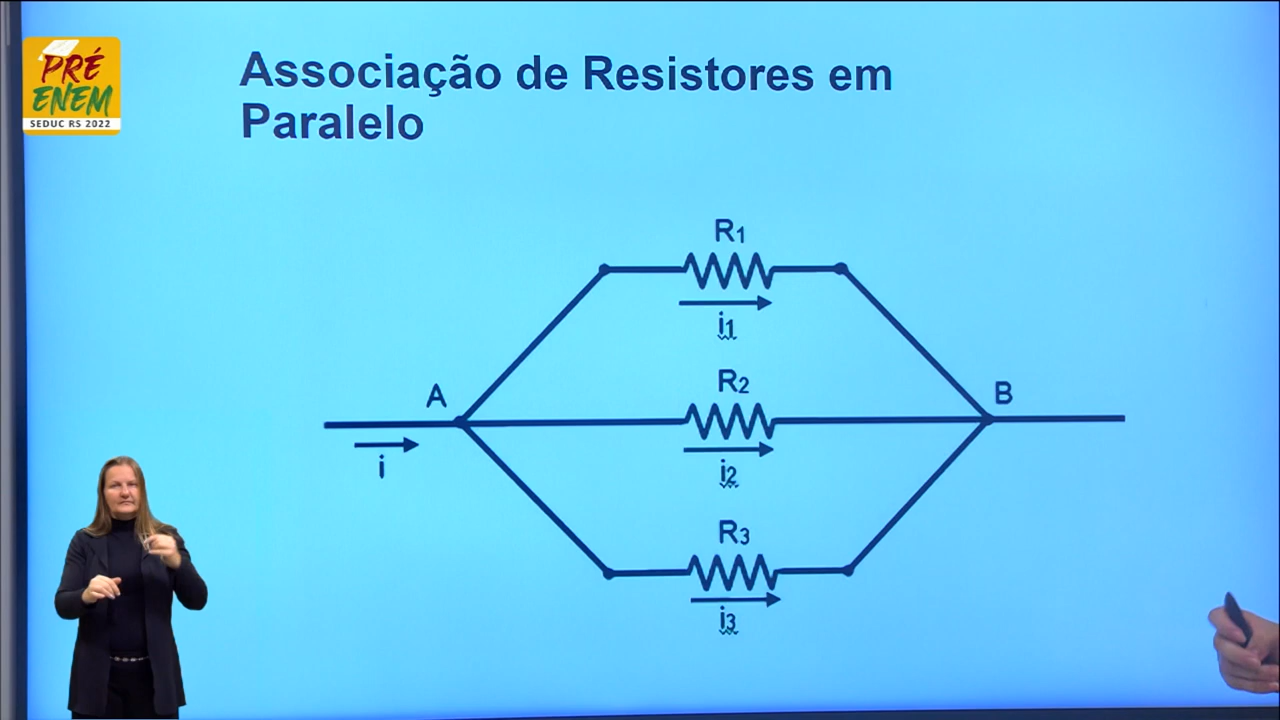 PRÉ
ENEM
SEDUC RS 2022
Associação de Resistores em
Paralelo
R1
i1
A
B
R2
i
i2
R3
i3